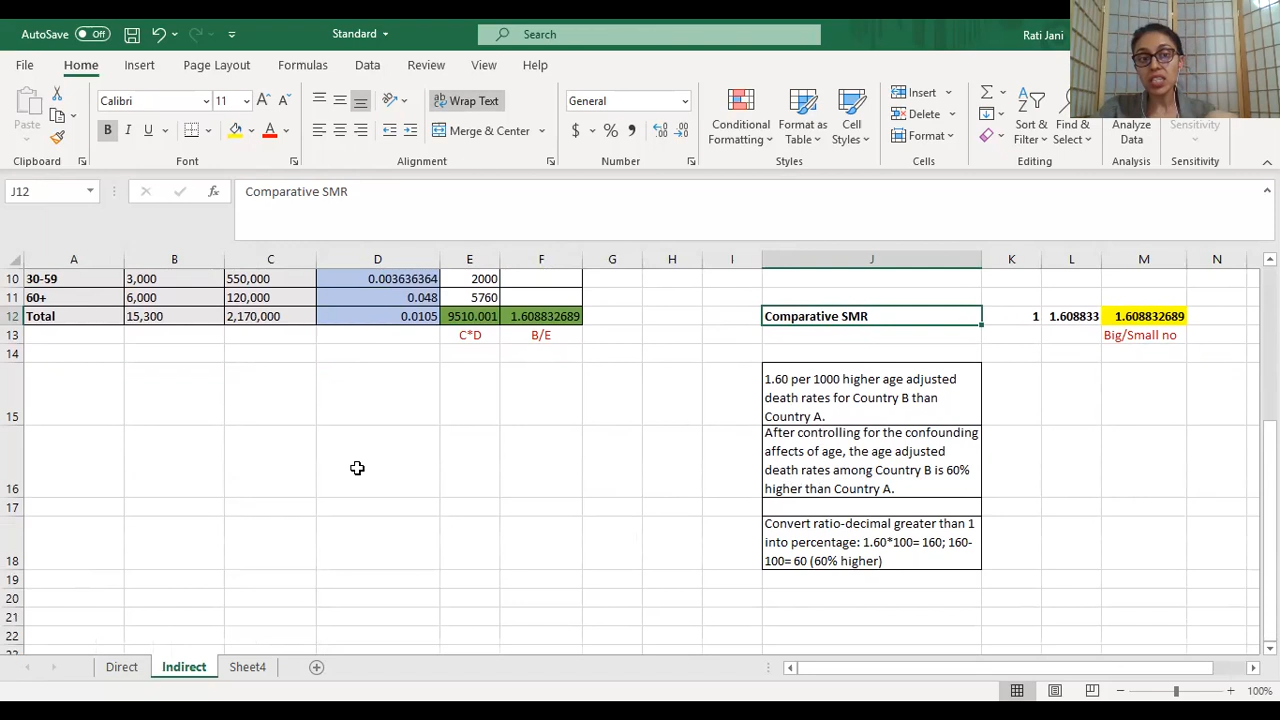 AutoSave Off Standard Search Rati Jani
File Home Insert Page Layout Formulas Data Review View Help
Calibri 11 Wrap Text General Insert
Paste Merge & Center Conditional Formatting Format as Table Cell Styles Delete Sort & Filter Find & Select Analyze Data Sensitivity
Format
Clipboard Font Alignment Number Styles Cells Editing Analysis Sensitivity
J12 fx Comparative SMR
A B C D E F G H I J K L M N
10 30-59 3,000 550,000 0.003636364 2000
11 60+ 6,000 120,000 0.048 5760
12 Total 15,300 2,170,000 0.0105 9510.001 1.608832689 Comparative SMR 1 1.608833 1.608832689
13 C*D B/E Big/Small no
14
15 1.60 per 1000 higher age adjusted
death rates for Country B than
Country A.
16 After controlling for the confounding
affects of age, the age adjusted
death rates among Country B is 60%
higher than Country A.
17
18 Convert ratio-decimal greater than 1
into percentage: 1.60*100= 160; 160-
100= 60 (60% higher)
19
20
21
22
Direct Indirect Sheet4
100%